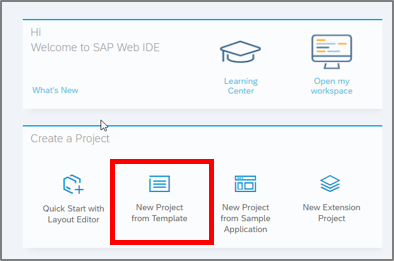 HI
Welcome to SAP Web IDE
What's New
Learning
Center
Open my
workspace
Create a Project
Quick Start with
Layout Editor
New Project
from Template
New Project
from Sample
Application
New Extension
Project